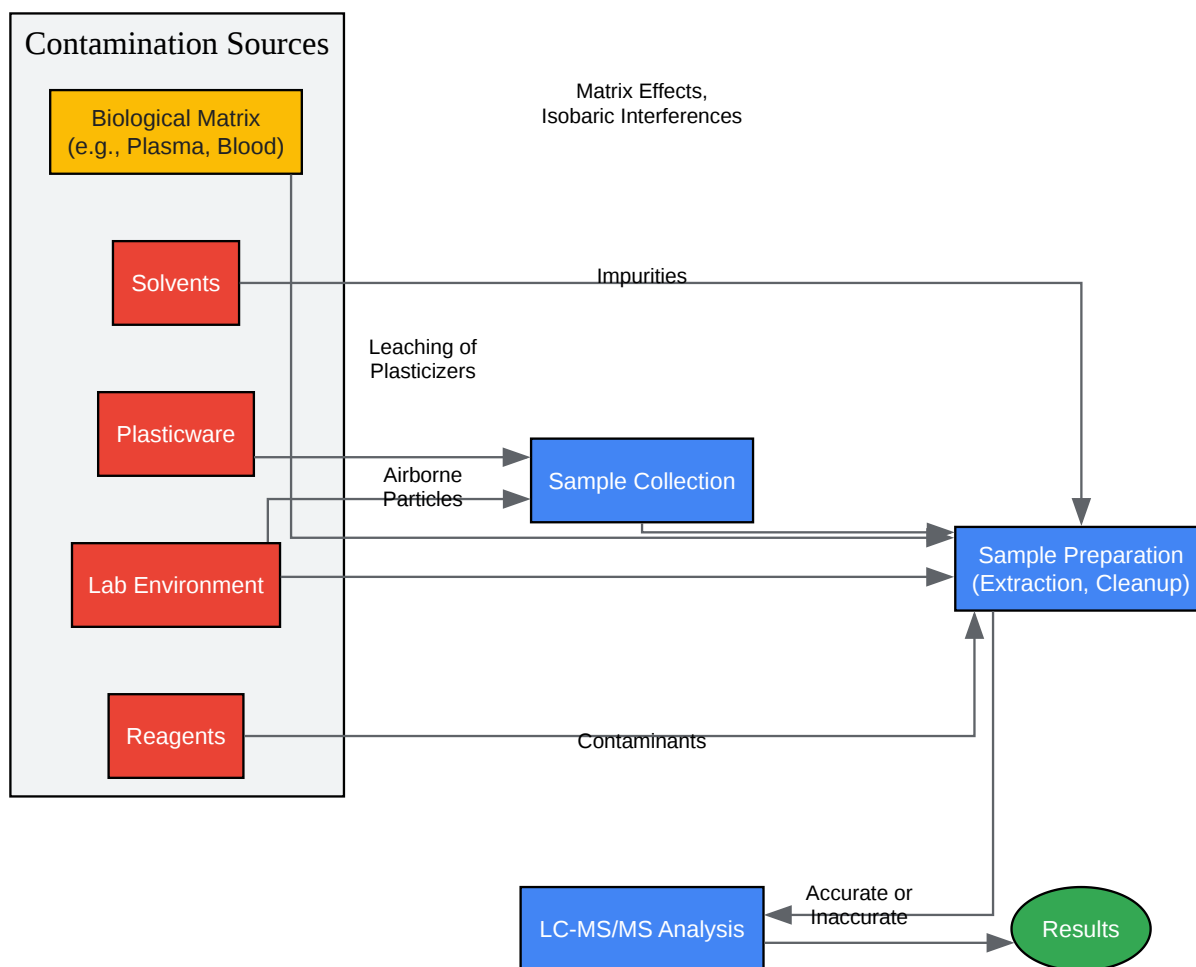 Contamination Sources
Biological Matrix
(e.g., Plasma, Blood)
Matrix Effects,
Isobaric Interferences
Solvents
Impurities
Leaching of
Plasticizers
Plasticware
Airborne
Particles
Sample Collection
Lab Environment
Sample Preparation
(Extraction, Cleanup)
Reagents
Contaminants
LC-MS/MS Analysis
Accurate or
Inaccurate
Results